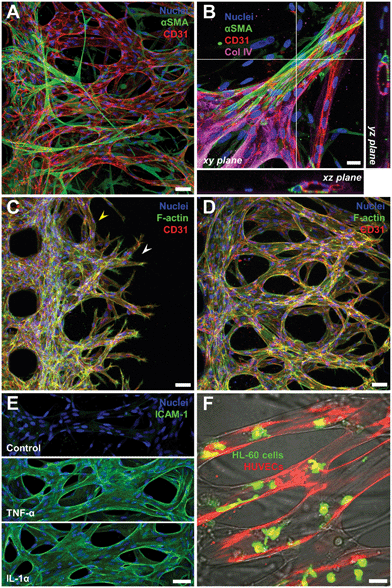 A
Nuclei
αSMA
CD31
B
Nuclei
αSMA
CD31
Col IV
xy plane
yz plane
xz plane
C
Nuclei
F-actin
CD31
D
Nuclei
F-actin
CD31
E
Nuclei
ICAM-1
Control
TNF-α
IL-1α
F
HL-60 cells
HUVEC